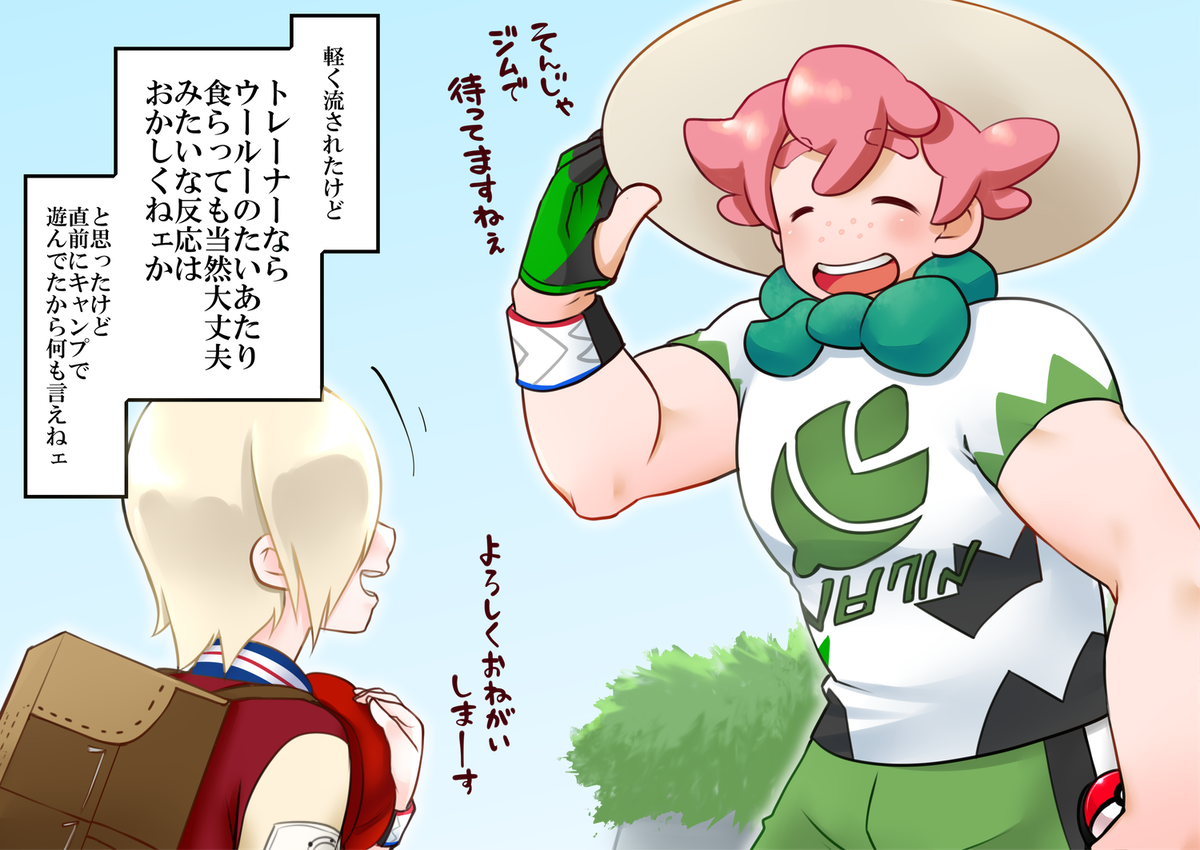 そんじゃ
ジムで
待ってますねぇ
軽く流されたけど
トレーナーなら
ウールーのたいあたり
食らっても当然大丈夫
みたいな反応は
おかしくねェか
と思ったけど
直前にキャンプで
遊んでたから何も言えねェ
よろしくおねがい
しまーす